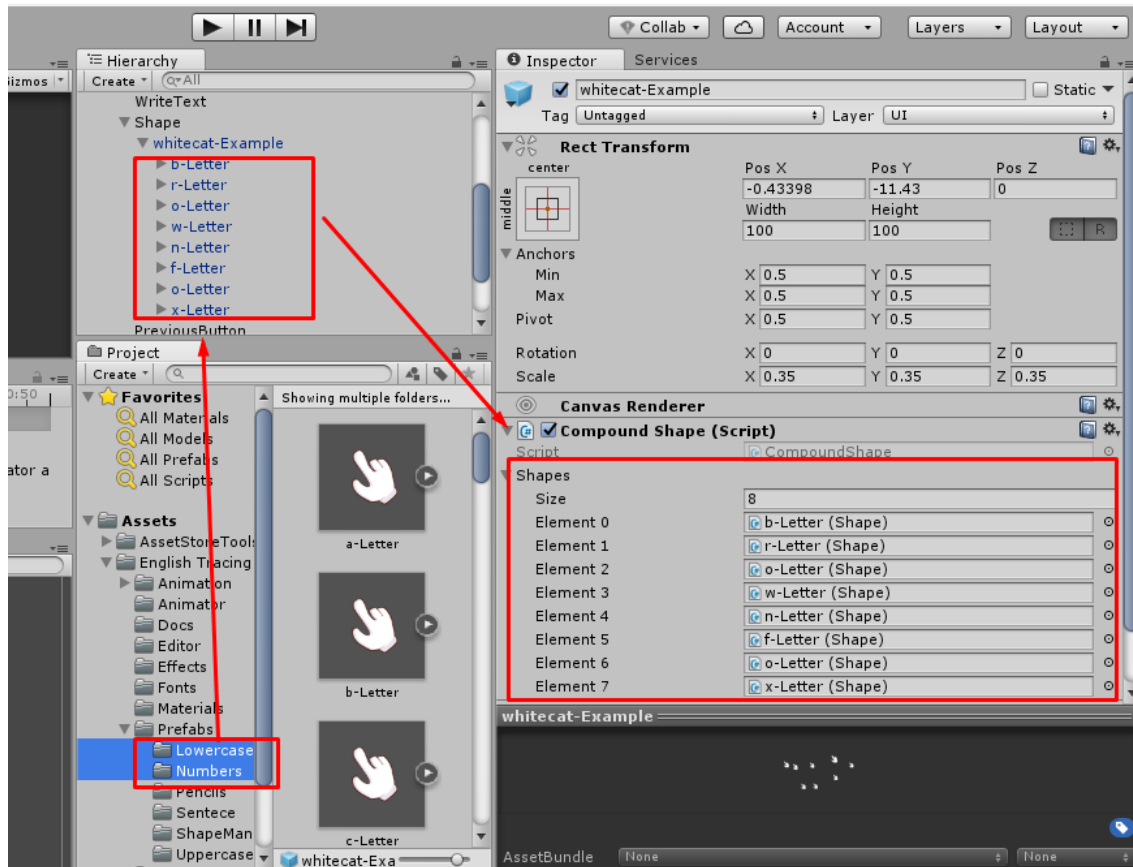 Collab
Account
Layers
Layout
Hierarchy
Inspector
Services
Gizmos
Create
All
WriteText
Shape
whitecat-Example
b-Letter
r-Letter
o-Letter
w-Letter
n-Letter
f-Letter
o-Letter
x-Letter
PreviousButton
whitecat-Example
Static
Tag Untagged
Layer UI
Rect Transform
center
middle
Pos X Pos Y Pos Z
-0.43398 -11.43 0
Width Height
100 100
R
Anchors
Min X 0.5 Y 0.5
Max X 0.5 Y 0.5
Pivot X 0.5 Y 0.5
Rotation X 0 Y 0 Z 0
Scale X 0.35 Y 0.35 Z 0.35
Canvas Renderer
Compound Shape (Script)
Script CompoundShape
Shapes
Size 8
Element 0 b-Letter (Shape)
Element 1 r-Letter (Shape)
Element 2 o-Letter (Shape)
Element 3 w-Letter (Shape)
Element 4 n-Letter (Shape)
Element 5 f-Letter (Shape)
Element 6 o-Letter (Shape)
Element 7 x-Letter (Shape)
whitecat-Example
AssetBundle None None
Project
Create
0:50
ator a
Favorites
All Materials
All Models
All Prefabs
All Scripts
Assets
AssetStoreTools
English Tracing
Animation
Animator
Docs
Editor
Effects
Fonts
Materials
Prefabs
Lowercase
Numbers
Pencils
Sentece
ShapeMan
Uppercase
Showing multiple folders...
a-Letter
b-Letter
c-Letter
whitecat-Exa